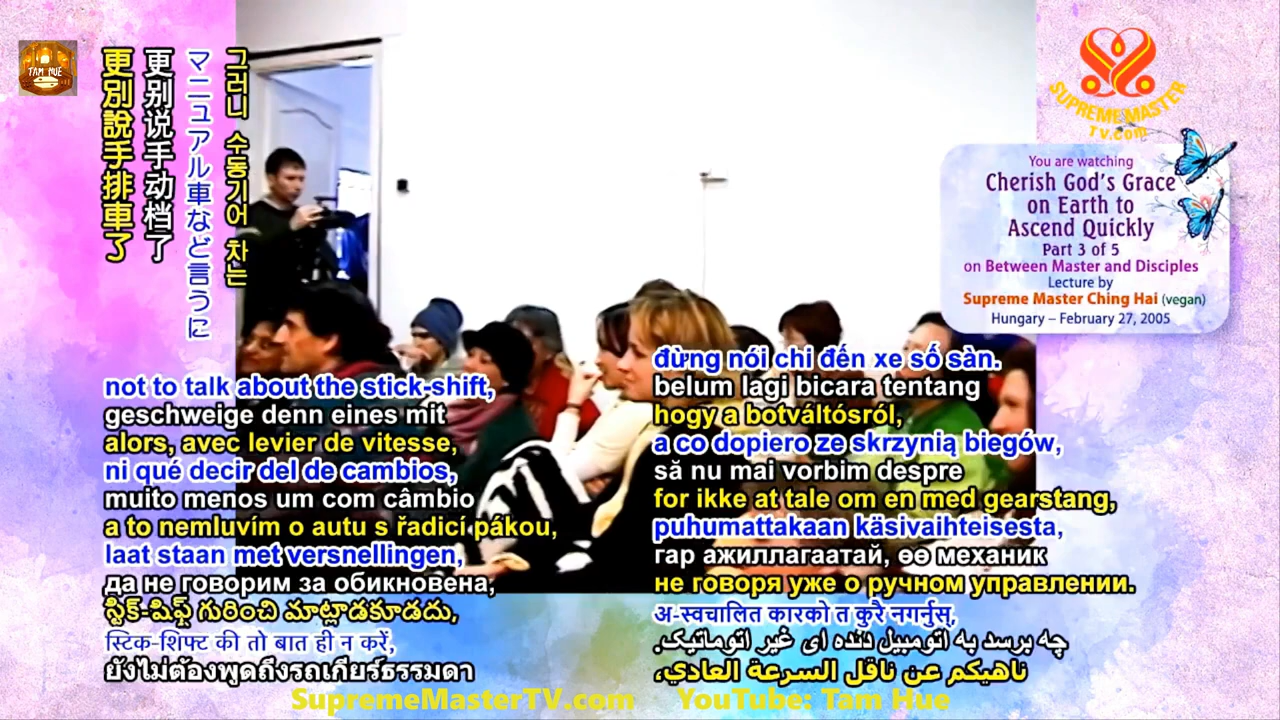 TAM HUE
更別說手排車了
更别说手动档了
マニュアル車など言うに
그러니 수동기어 차는
SUPREME MASTER
TV.com
You are watching
Cherish God's Grace
on Earth to
Ascend Quickly
Part 3 of 5
on Between Master and Disciples
Lecture by
Supreme Master Ching Hai (vegan)
Hungary – February 27, 2005
not to talk about the stick-shift,
geschweige denn eines mit
alors, avec levier de vitesse,
ni qué decir del de cambios,
muito menos um com câmbio
a to nemluvím o autu s řadicí pákou,
laat staan met versnellingen,
да не говорим за обикновена,
స్టిక్-షిఫ్ట్ గురించి మాట్లాడకూడదు,
स्टिक-शिफ्ट की तो बात ही न करें,
ยังไม่ต้องพูดถึงรถเกียร์ธรรมดา
đừng nói chi đến xe số sàn.
belum lagi bicara tentang
hogy a botváltósról,
a co dopiero ze skrzynią biegów,
să nu mai vorbim despre
for ikke at tale om en med gearstang,
puhumattakaan käsivaihteisesta,
гар ажиллагаатай, өө механик
не говоря уже о ручном управлении.
अ-स्वचालित कारको त कुरै नगर्नुस्,
چه برسد به اتومبیل دنده ای غیر اتوماتیک.
ناهيكم عن ناقل السرعة العادي،
SupremeMasterTV.com
YouTube: Tam Hue